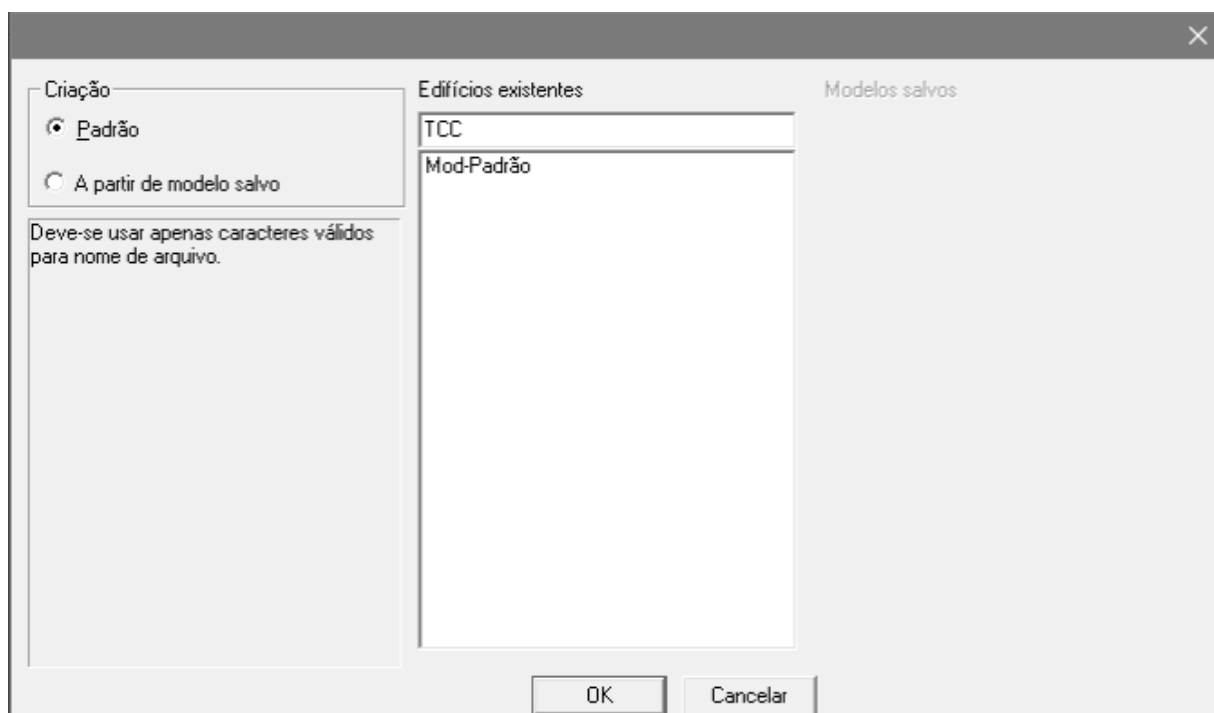 Criação
Padrão
A partir de modelo salvo
Deve-se usar apenas caracteres válidos
para nome de arquivo.
Edifícios existentes
TCC
Mod-Padrão
Modelos salvos
OK
Cancelar